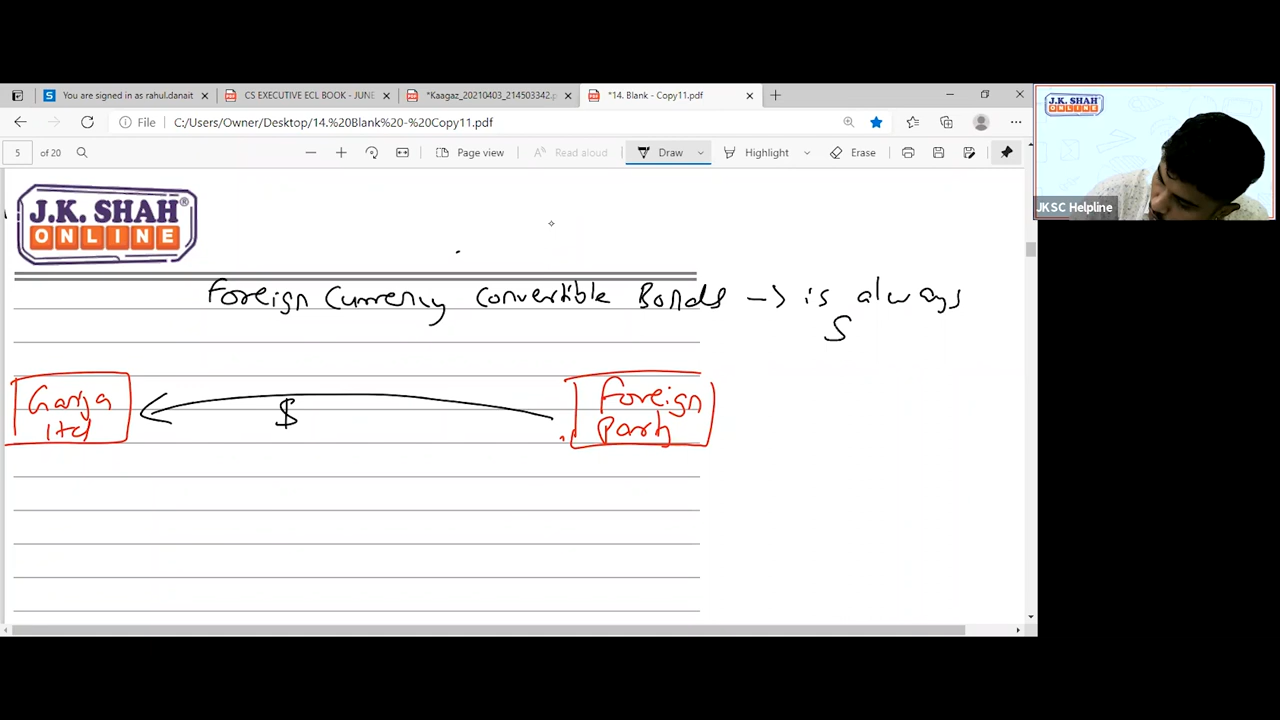 You are signed in as rahul.danait
CS EXECUTIVE ECL BOOK - JUNE
*Kaagaz_20210403_214503342.p
*14. Blank - Copy11.pdf
File C:/Users/Owner/Desktop/14.%20Blank%20-%20Copy11.pdf
5 of 20
Page view
Read aloud
Draw
Highlight
Erase
J.K. SHAH®
ONLINE
J.K. SHAH
ONLINE
JKSC Helpline
Foreign Currency Convertible Bonds -> is always
S
ltd
$
Foreign
Party